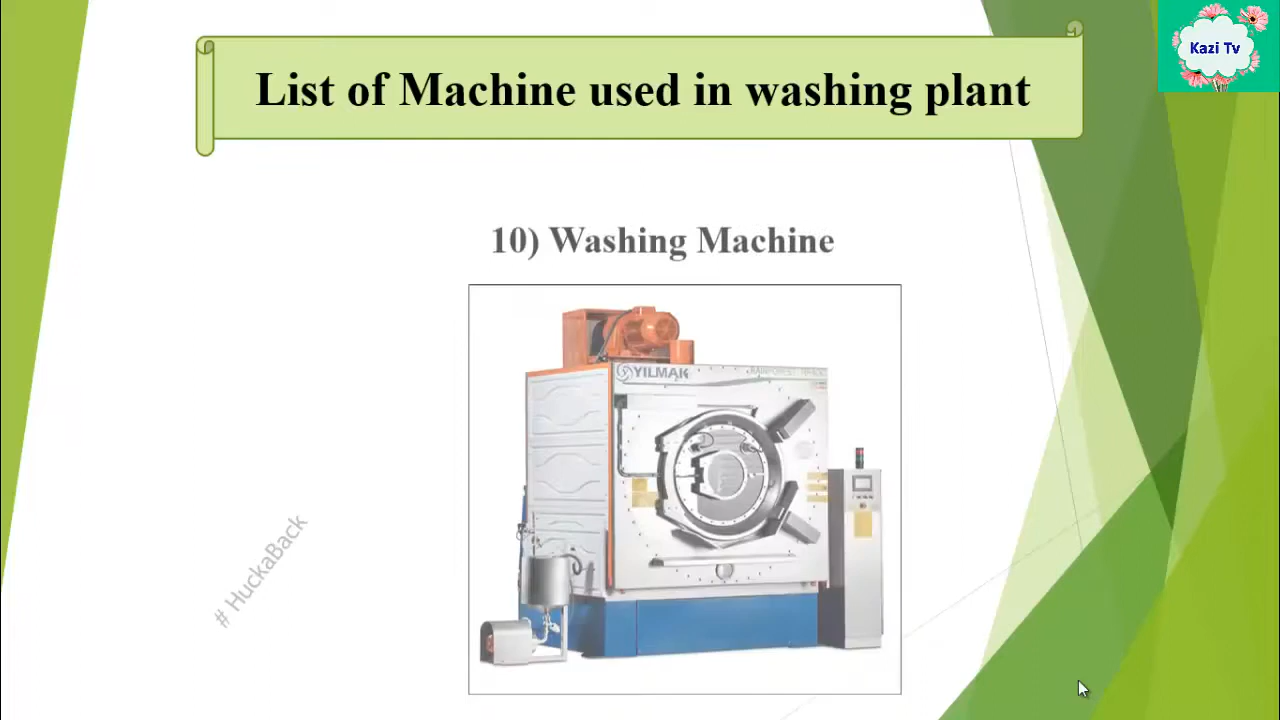 Kazi Tv
List of Machine used in washing plant
10) Washing Machine
YILMAK
# HuckaBack